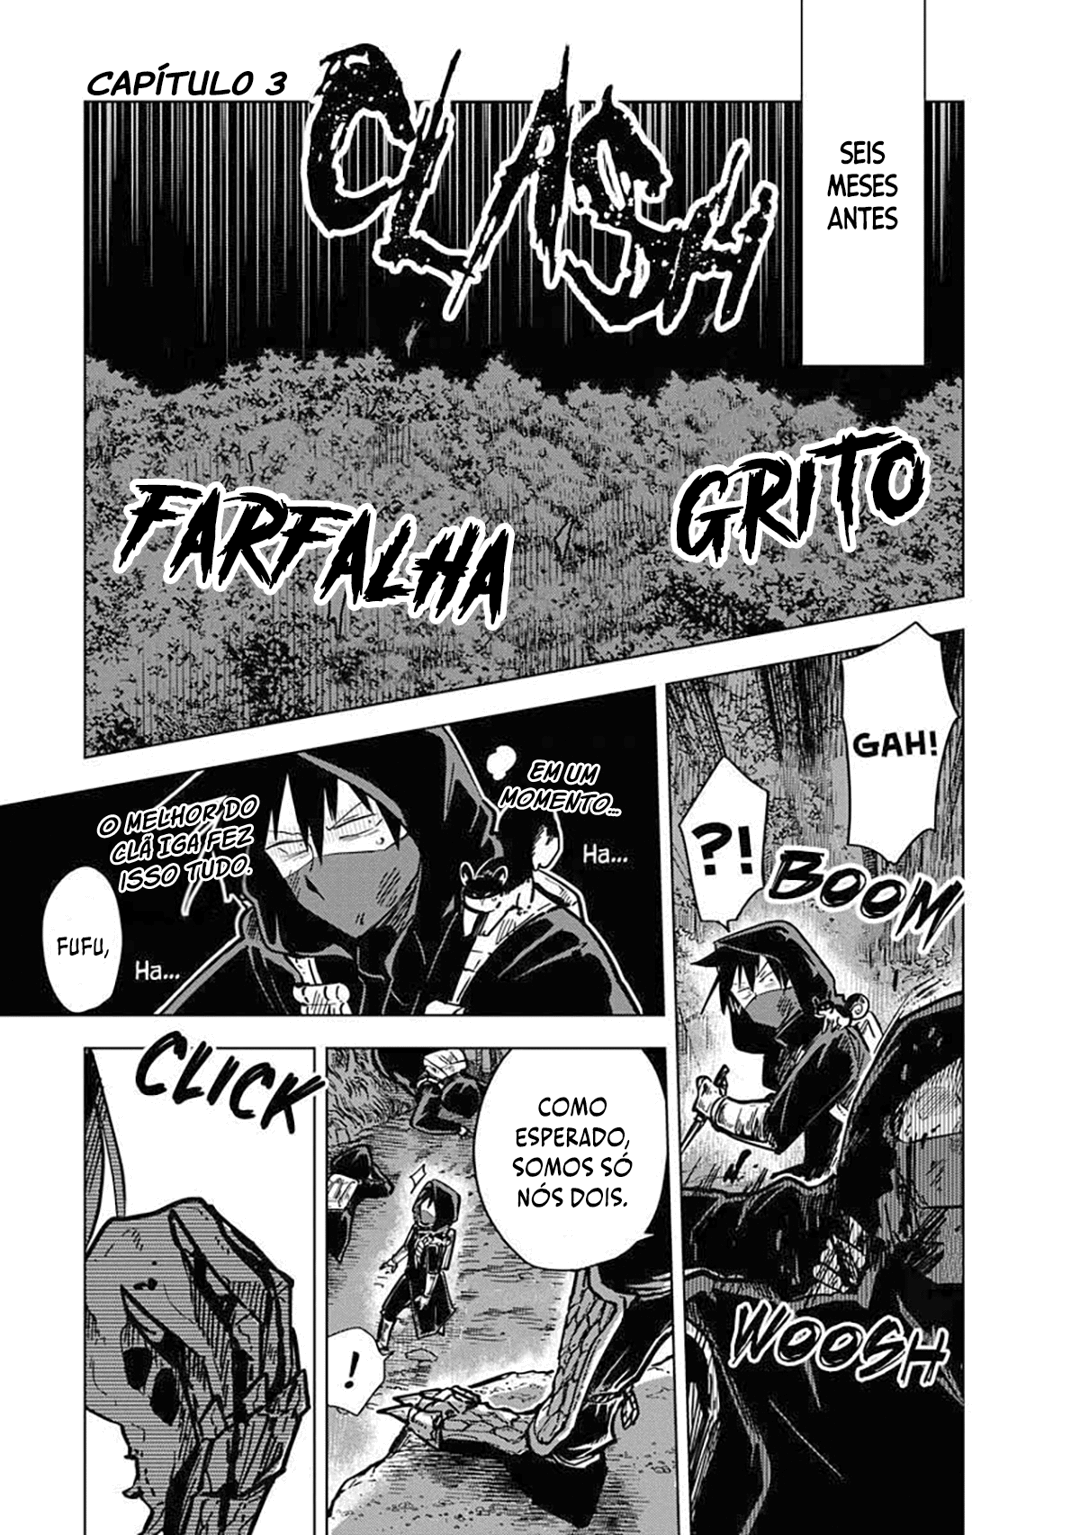 CAPÍTULO 3
CLASH
SEIS
MESES
ANTES
FARFALHA
GRITO
GAH!
?!
BOOM
WOOSH
EM UM
MOMENTO...
Ha...
O MELHOR DO
CLÃ IGA FEZ
ISSO TUDO.
Ha...
FUFU,
COMO
ESPERADO,
SOMOS SÓ
NÓS DOIS.
!
CLICK